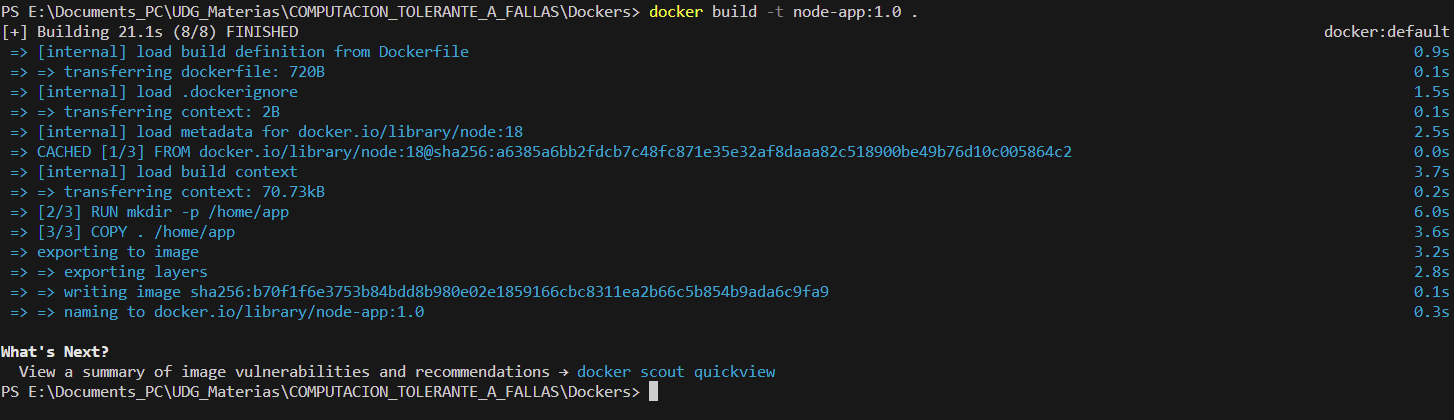 PS E:\Documents_PC\UDG_Materias\COMPUTACION_TOLERANTE_A_FALLAS\Dockers> docker build -t node-app:1.0 .
[+] Building 21.1s (8/8) FINISHED docker:default
=> [internal] load build definition from Dockerfile 0.9s
=> => transferring dockerfile: 720B 0.1s
=> [internal] load .dockerignore 1.5s
=> => transferring context: 2B 0.1s
=> [internal] load metadata for docker.io/library/node:18 2.5s
=> CACHED [1/3] FROM docker.io/library/node:18@sha256:a6385a6bb2fdcb7c48fc871e35e32af8daaa82c518900be49b76d10c005864c2 0.0s
=> [internal] load build context 3.7s
=> => transferring context: 70.73kB 0.2s
=> [2/3] RUN mkdir -p /home/app 6.0s
=> [3/3] COPY . /home/app 3.6s
=> exporting to image 3.2s
=> => exporting layers 2.8s
=> => writing image sha256:b70f1f6e3753b84bdd8b980e02e1859166cbc8311ea2b66c5b854b9ada6c9fa9 0.1s
=> => naming to docker.io/library/node-app:1.0 0.3s
What's Next?
View a summary of image vulnerabilities and recommendations → docker scout quickview
PS E:\Documents_PC\UDG_Materias\COMPUTACION_TOLERANTE_A_FALLAS\Dockers>